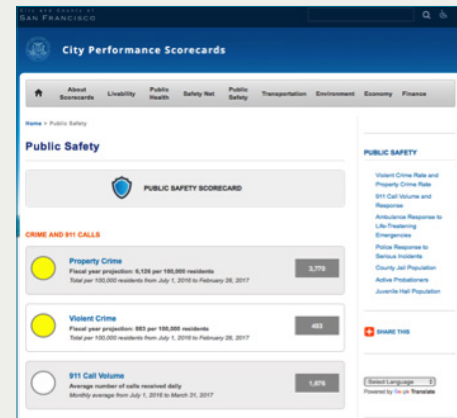 City and County of
SAN FRANCISCO
City Performance Scorecards
About Scorecards
Livability
Public Health
Safety Net
Public Safety
Transportation
Environment
Economy
Finance
Home > Public Safety
Public Safety
PUBLIC SAFETY SCORECARD
CRIME AND 911 CALLS
Property Crime
Fiscal year projection: 6,126 per 100,000 residents
Total per 100,000 residents from July 1, 2016 to February 28, 2017
3,770
Violent Crime
Fiscal year projection: 883 per 100,000 residents
Total per 100,000 residents from July 1, 2016 to February 28, 2017
911 Call Volume
Average number of calls received daily
Monthly average from July 1, 2016 to March 31, 2017
1,876
PUBLIC SAFETY
Violent Crime Rate and
Property Crime Rate
911 Call Volume and
Response
Ambulance Response to
Life-Threatening
Emergencies
Police Response to
Serious Incidents
County Jail Population
Active Probationers
Juvenile Hall Population
SHARE THIS
Select Language
Powered by Google Translate